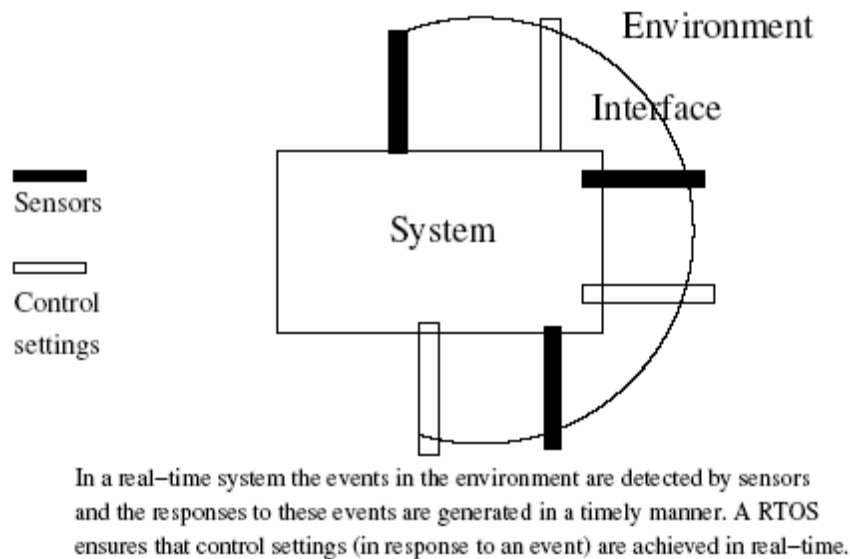 Environment
Interface
Sensors
System
Control
settings
In a real−time system the events in the environment are detected by sensors
and the responses to these events are generated in a timely manner. A RTOS
ensures that control settings (in response to an event) are achieved in real−time.